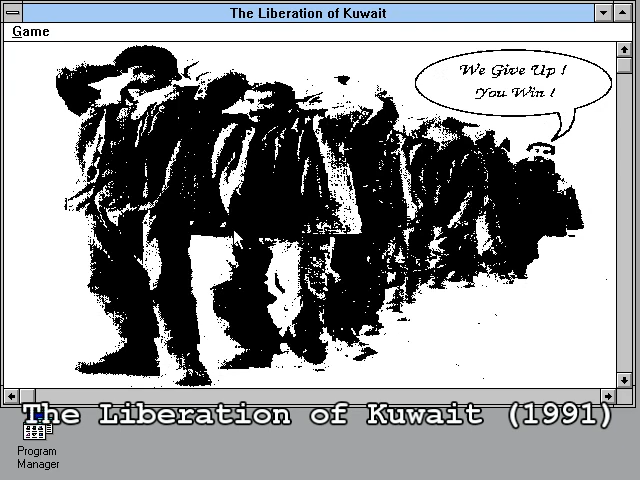 The Liberation of Kuwait
Game
We Give Up !
You Win !
The Liberation of Kuwait (1991)
Program
Manager